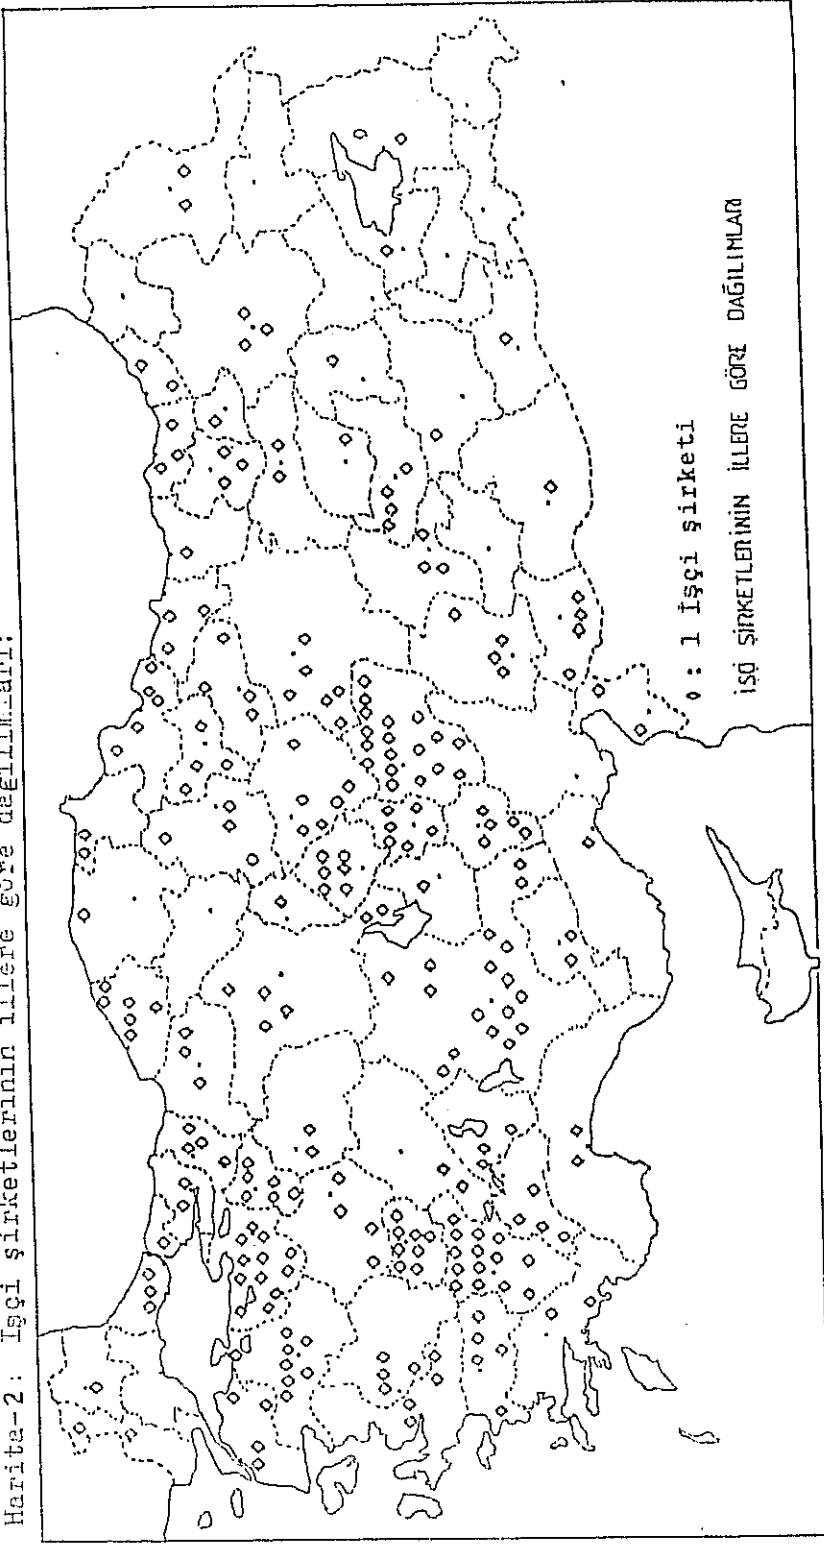 Harita-2: İşçi şirketlerinin illere göre dağılımları.
◊ : 1 İşçi şirketi
İŞÇİ ŞİRKETLERİNİN İLLERE GÖRE DAĞILIMLARI